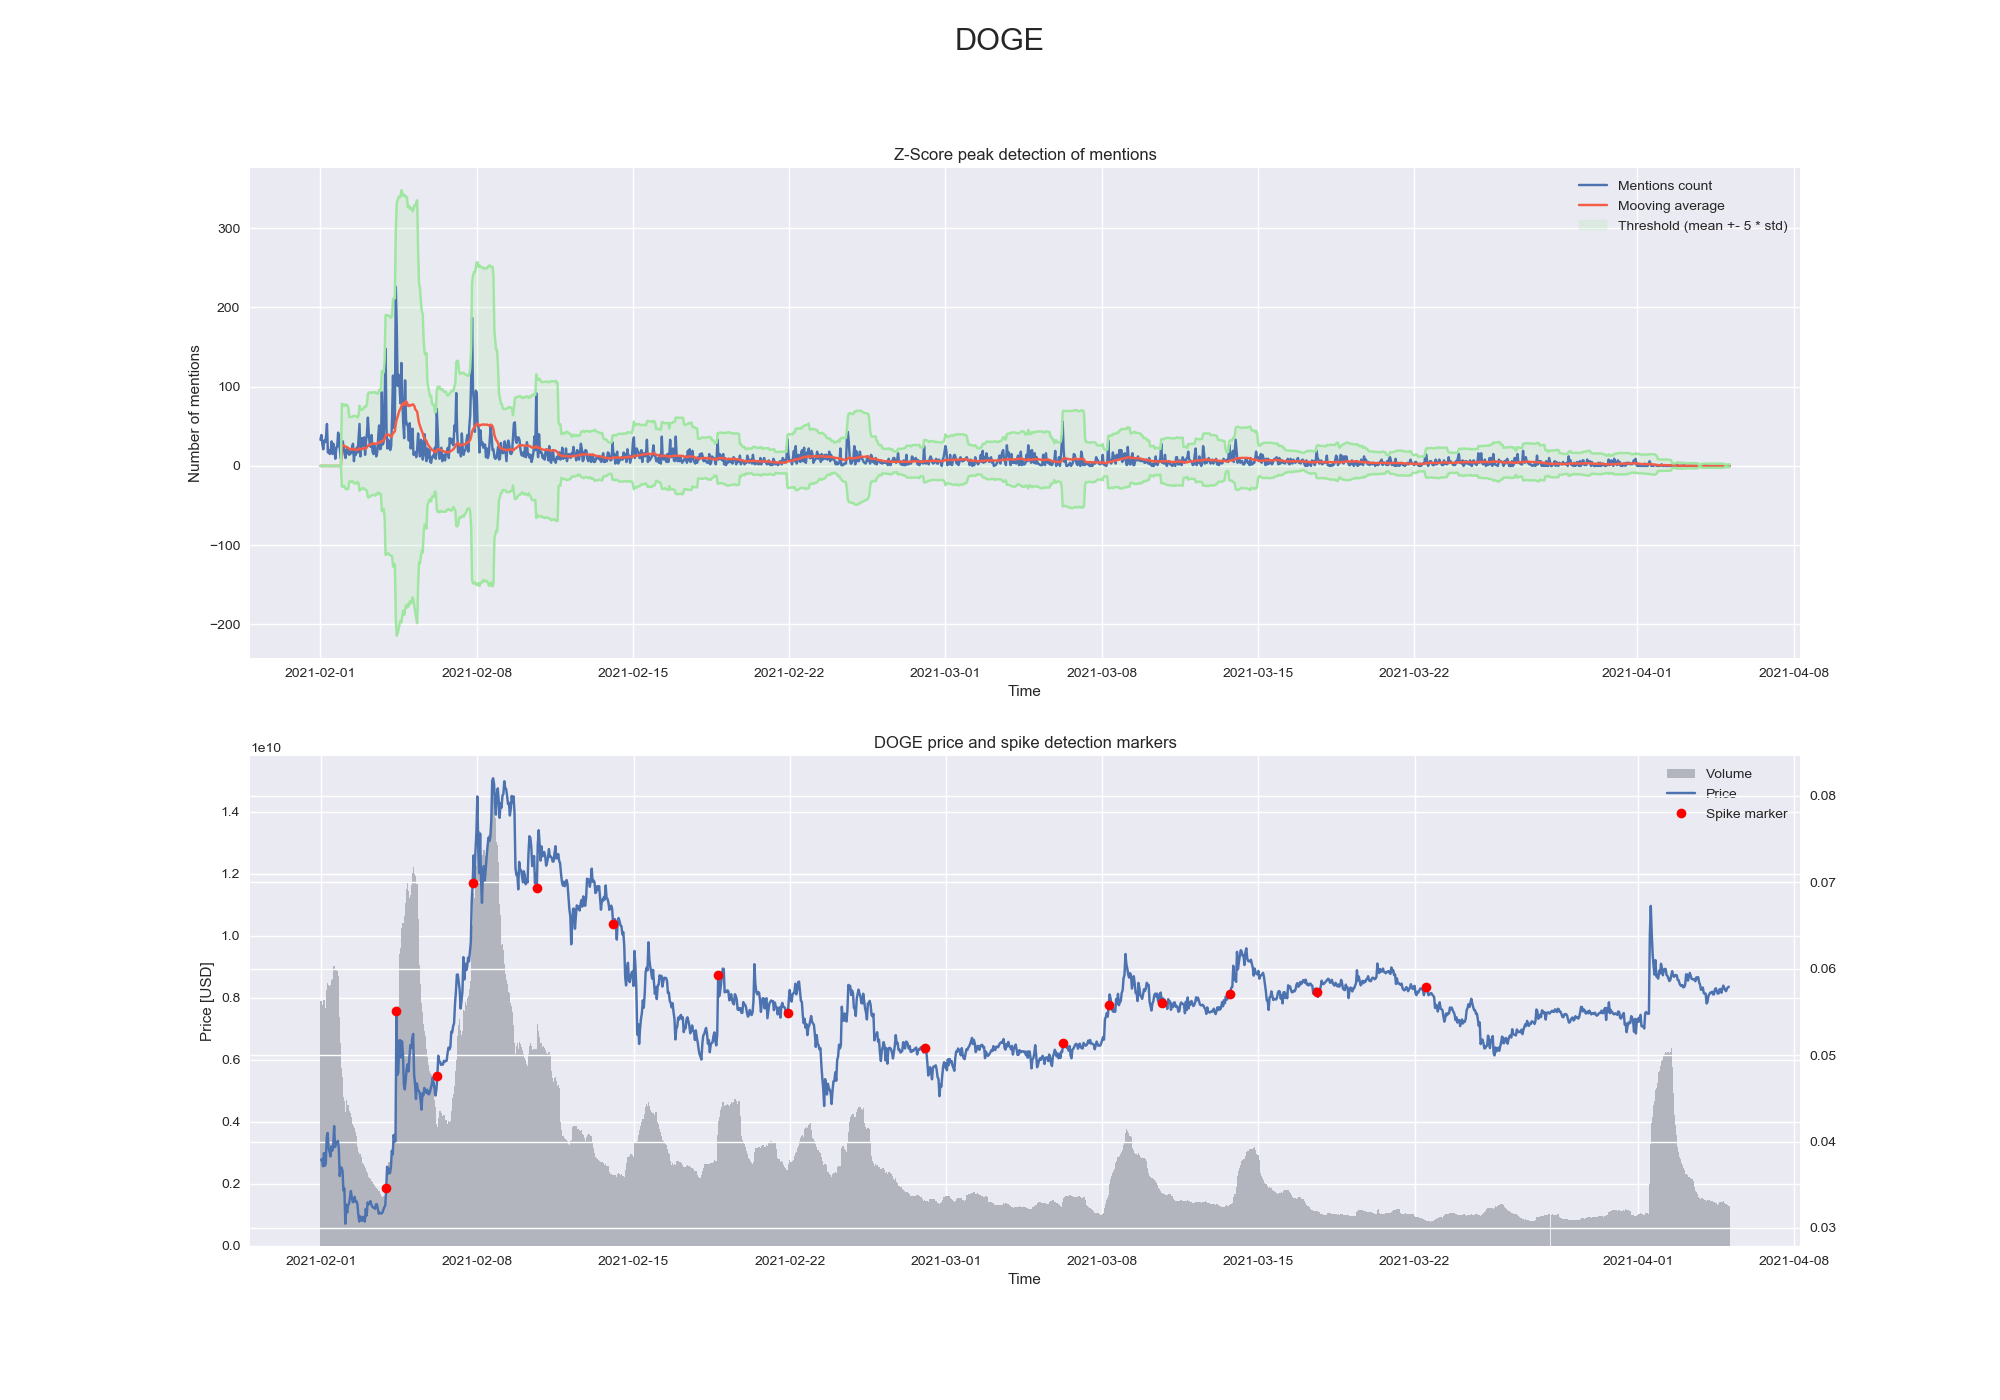 DOGE
Z-Score peak detection of mentions
Mentions count
Mooving average
Threshold (mean +- 5 * std)
Number of mentions
300
200
100
0
−100
−200
2021-02-01 2021-02-08 2021-02-15 2021-02-22 2021-03-01 2021-03-08 2021-03-15 2021-03-22 2021-04-01 2021-04-08
Time
DOGE price and spike detection markers
1e10
Volume
Price
Spike marker
Price [USD]
1.4
1.2
1.0
0.8
0.6
0.4
0.2
0.0
0.08
0.07
0.06
0.05
0.04
0.03
2021-02-01 2021-02-08 2021-02-15 2021-02-22 2021-03-01 2021-03-08 2021-03-15 2021-03-22 2021-04-01 2021-04-08
Time